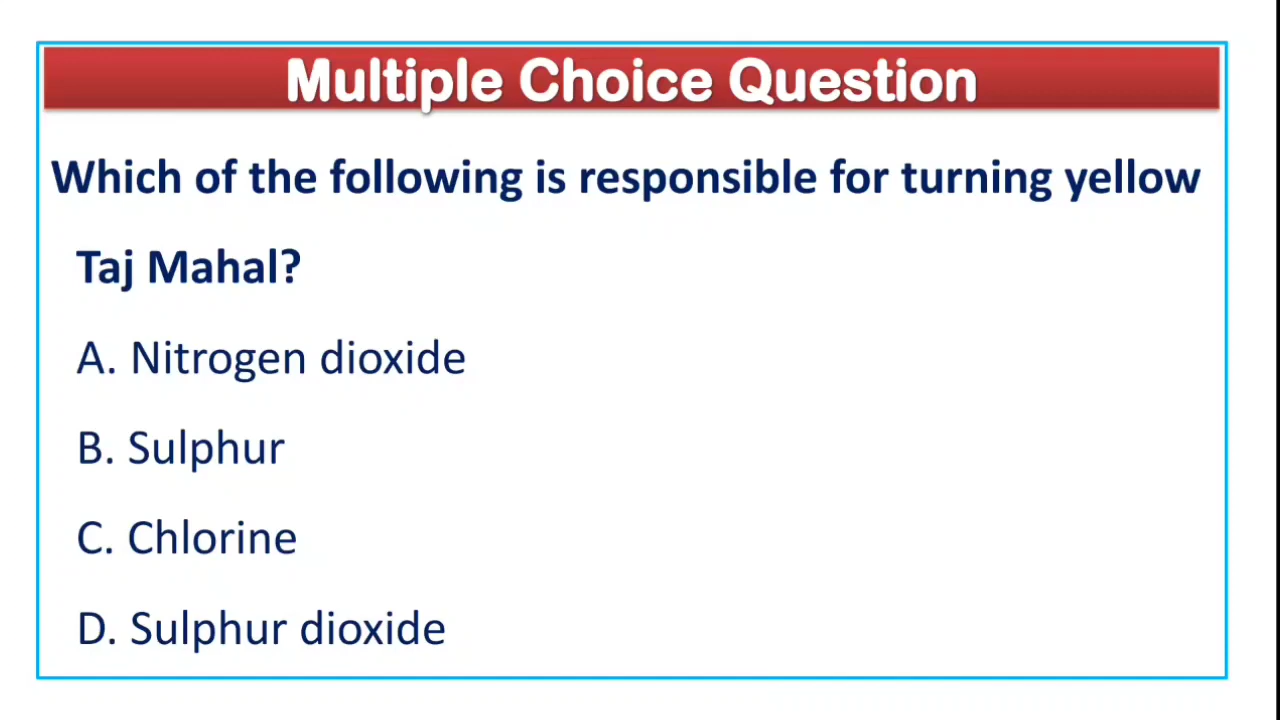 Multiple Choice Question
Which of the following is responsible for turning yellow
Taj Mahal?
A. Nitrogen dioxide
B. Sulphur
C. Chlorine
D. Sulphur dioxide